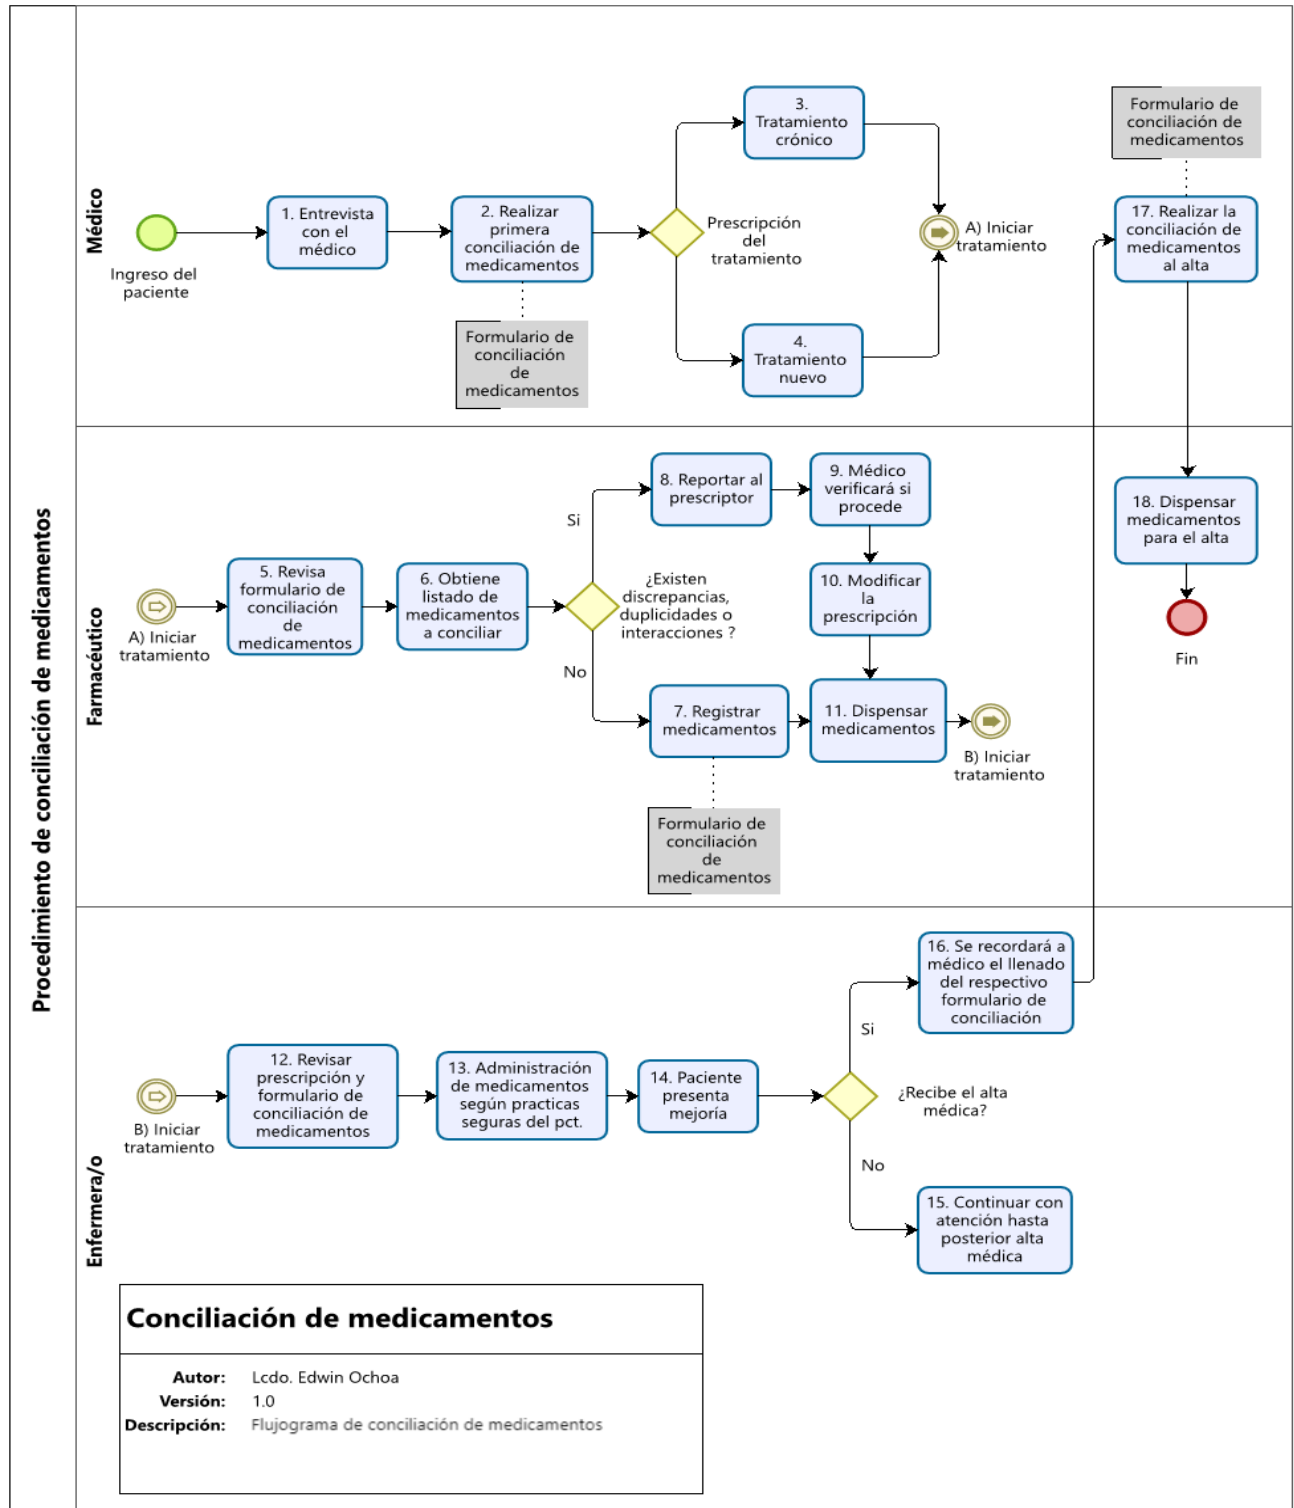 Procedimiento de conciliación de medicamentos
Médico
Ingreso del
paciente
1. Entrevista
con el
médico
2. Realizar
primera
conciliación de
medicamentos
Formulario de
conciliación
de
medicamentos
Prescripción
del
tratamiento
3.
Tratamiento
crónico
4.
Tratamiento
nuevo
A) Iniciar
tratamiento
Formulario de
conciliación de
medicamentos
17. Realizar la
conciliación de
medicamentos
al alta
Farmacéutico
A) Iniciar
tratamiento
5. Revisa
formulario de
conciliación
de
medicamentos
6. Obtiene
listado de
medicamentos
a conciliar
¿Existen
discrepancias,
duplicidades o
interacciones ?
Si
No
8. Reportar al
prescriptor
9. Médico
verificará si
procede
10. Modificar
la
prescripción
7. Registrar
medicamentos
Formulario de
conciliación
de
medicamentos
11. Dispensar
medicamentos
B) Iniciar
tratamiento
18. Dispensar
medicamentos
para el alta
Fin
Enfermera/o
B) Iniciar
tratamiento
12. Revisar
prescripción y
formulario de
conciliación de
medicamentos
13. Administración
de medicamentos
según practicas
seguras del pct.
14. Paciente
presenta
mejoría
¿Recibe el alta
médica?
Si
No
16. Se recordará a
médico el llenado
del respectivo
formulario de
conciliación
15. Continuar con
atención hasta
posterior alta
médica
Conciliación de medicamentos
Autor: Lcdo. Edwin Ochoa
Versión: 1.0
Descripción: Flujograma de conciliación de medicamentos